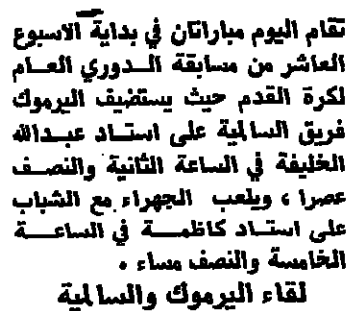 تقام اليوم مباراتان في بداية الاسبوع
العاشر من مسابقة الدوري العام
لكرة القدم حيث يستضيف اليرموك
فريق السالمية على استاد عبدالله
الخليفة في الساعة الثانية والنصف
عصرا ، ويلعب الجهراء مع الشباب
على استاد كاظمة في الساعة
الخامسة والنصف مساء .
لقاء اليرموك والسالمية